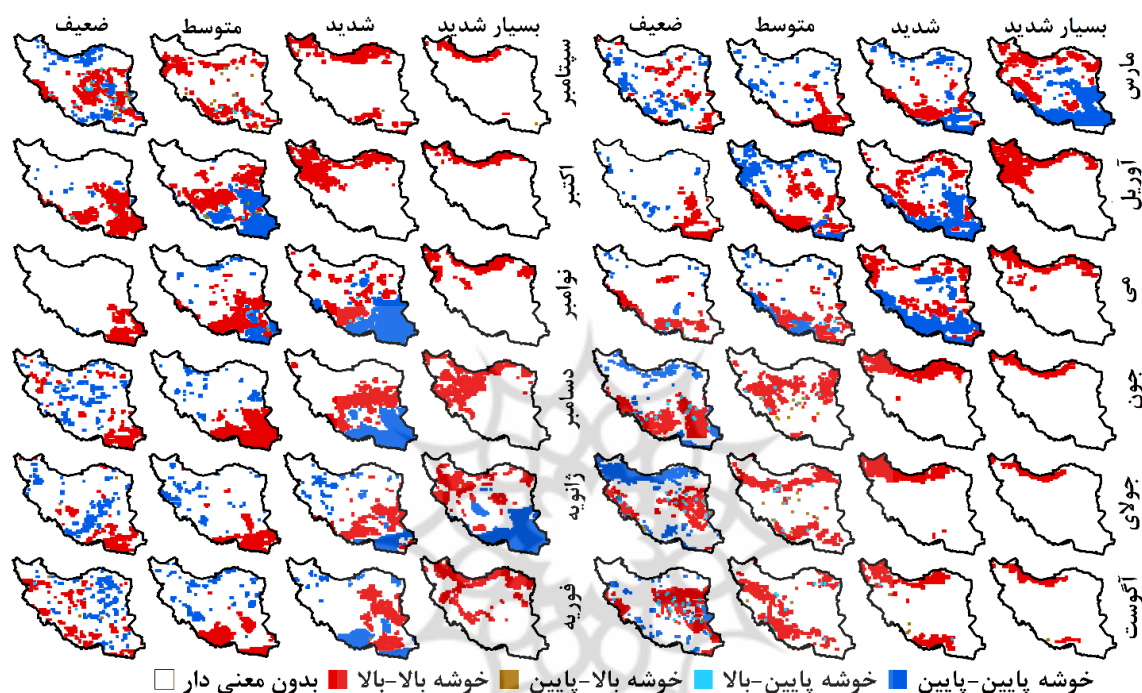 بسیار شدید شدید متوسط ضعیف
بسیار شدید شدید متوسط ضعیف
مارس
آوریل
می
جون
جولای
آگوست
سپتامبر
اکتبر
نوامبر
دسامبر
ژانویه
فوریه
خوشه پایین-پایین خوشه پایین-بالا خوشه بالا-پایین خوشه بالا-بالا بدون معنی دار